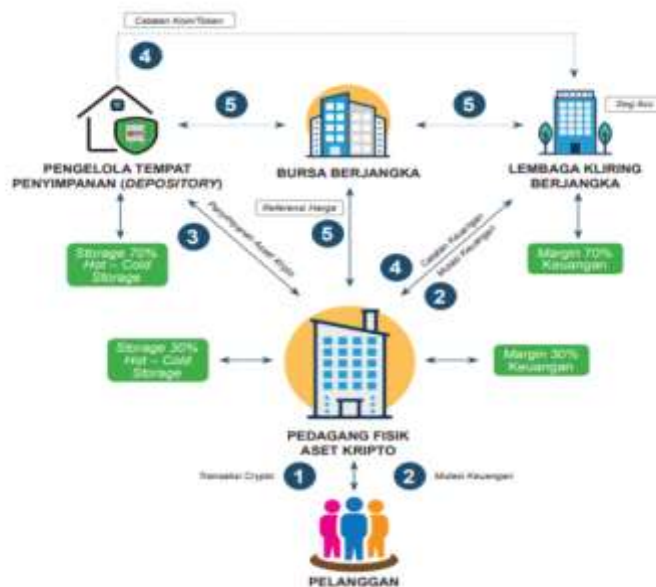 Catatan Koin/Token
4
5
5
Segi Aos
PENGELOLA TEMPAT
PENYIMPANAN (DEPOSITORY)
BURSA BERJANGKA
LEMBAGA KLIRING
BERJANGKA
Referensi Harga
3
Penyimpanan Aset Kripto
5
4
Catatan Keuangan
Mutasi Keuangan
2
Storage 70%
Hot – Cold
Storage
Margin 70%
Keuangan
Storage 30%
Hot – Cold
Storage
Margin 30%
Keuangan
PEDAGANG FISIK
ASET KRIPTO
Transaksi Crypto
1
2
Mutasi Keuangan
PELANGGAN